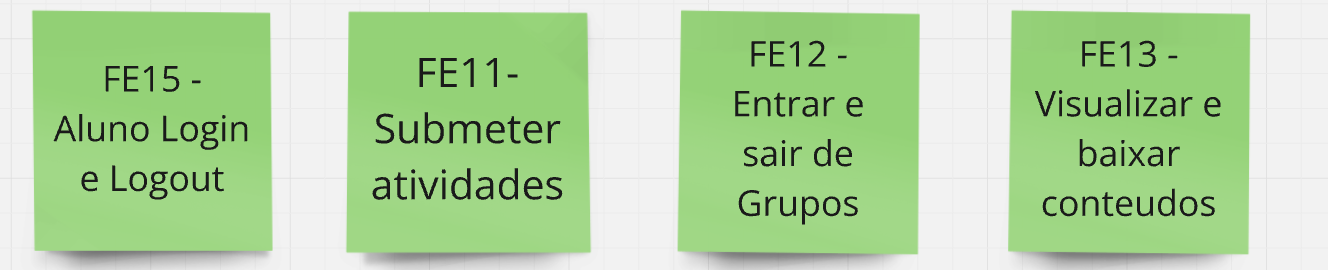 FE15 -
Aluno Login
e Logout
FE11-
Submeter
atividades
FE12 -
Entrar e
sair de
Grupos
FE13 -
Visualizar e
baixar
conteudos